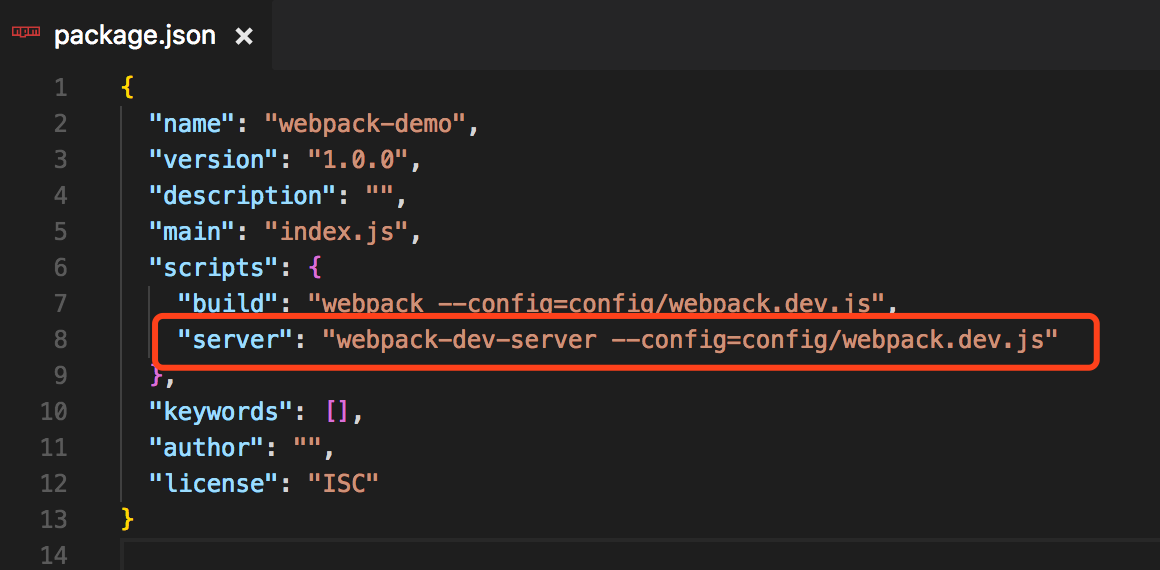 package.json ×
1 {
2 "name": "webpack-demo",
3 "version": "1.0.0",
4 "description": "",
5 "main": "index.js",
6 "scripts": {
7 "build": "webpack --config=config/webpack.dev.js",
8 "server": "webpack-dev-server --config=config/webpack.dev.js"
9 },
10 "keywords": [],
11 "author": "",
12 "license": "ISC"
13 }
14